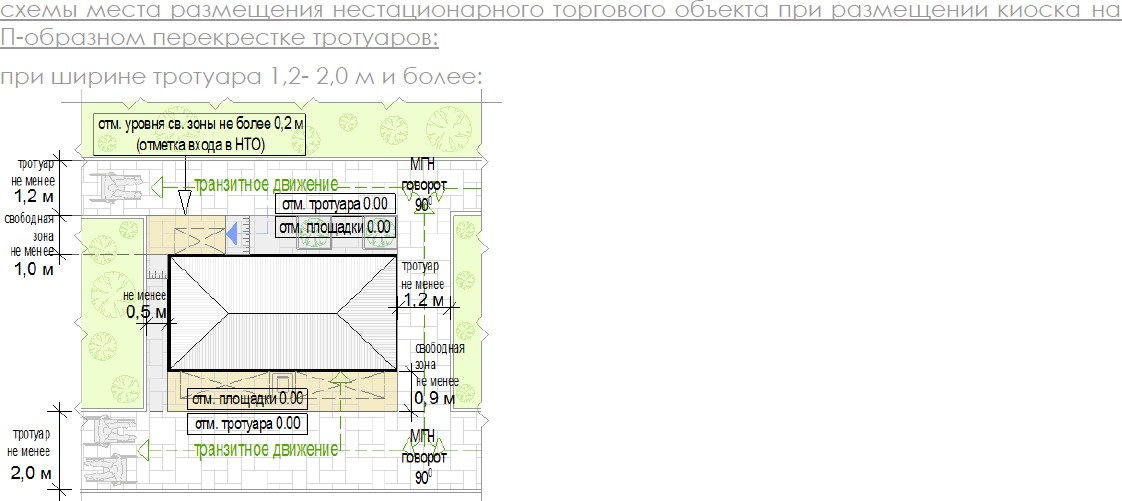 схемы места размещения нестационарного торгового объекта при размещении киоска на
П-образном перекрестке тротуаров:
при ширине тротуара 1,2- 2,0 м и более:
отм. уровня св. зоны не более 0,2 м
(отметка входа в НТО)
тротуар
не менее
1,2 м
транзитное движение
МГН
говорот
90⁰
отм. тротуара 0.00
отм. площадки 0.00
свободная
зона
не менее
1,0 м
тротуар
не менее
1,2 м
не менее
0,5 м
свободная
зона
не менее
0,9 м
отм. площадки 0.00
отм. тротуара 0.00
тротуар
не менее
2,0 м
транзитное движение
МГН
говорот
90⁰